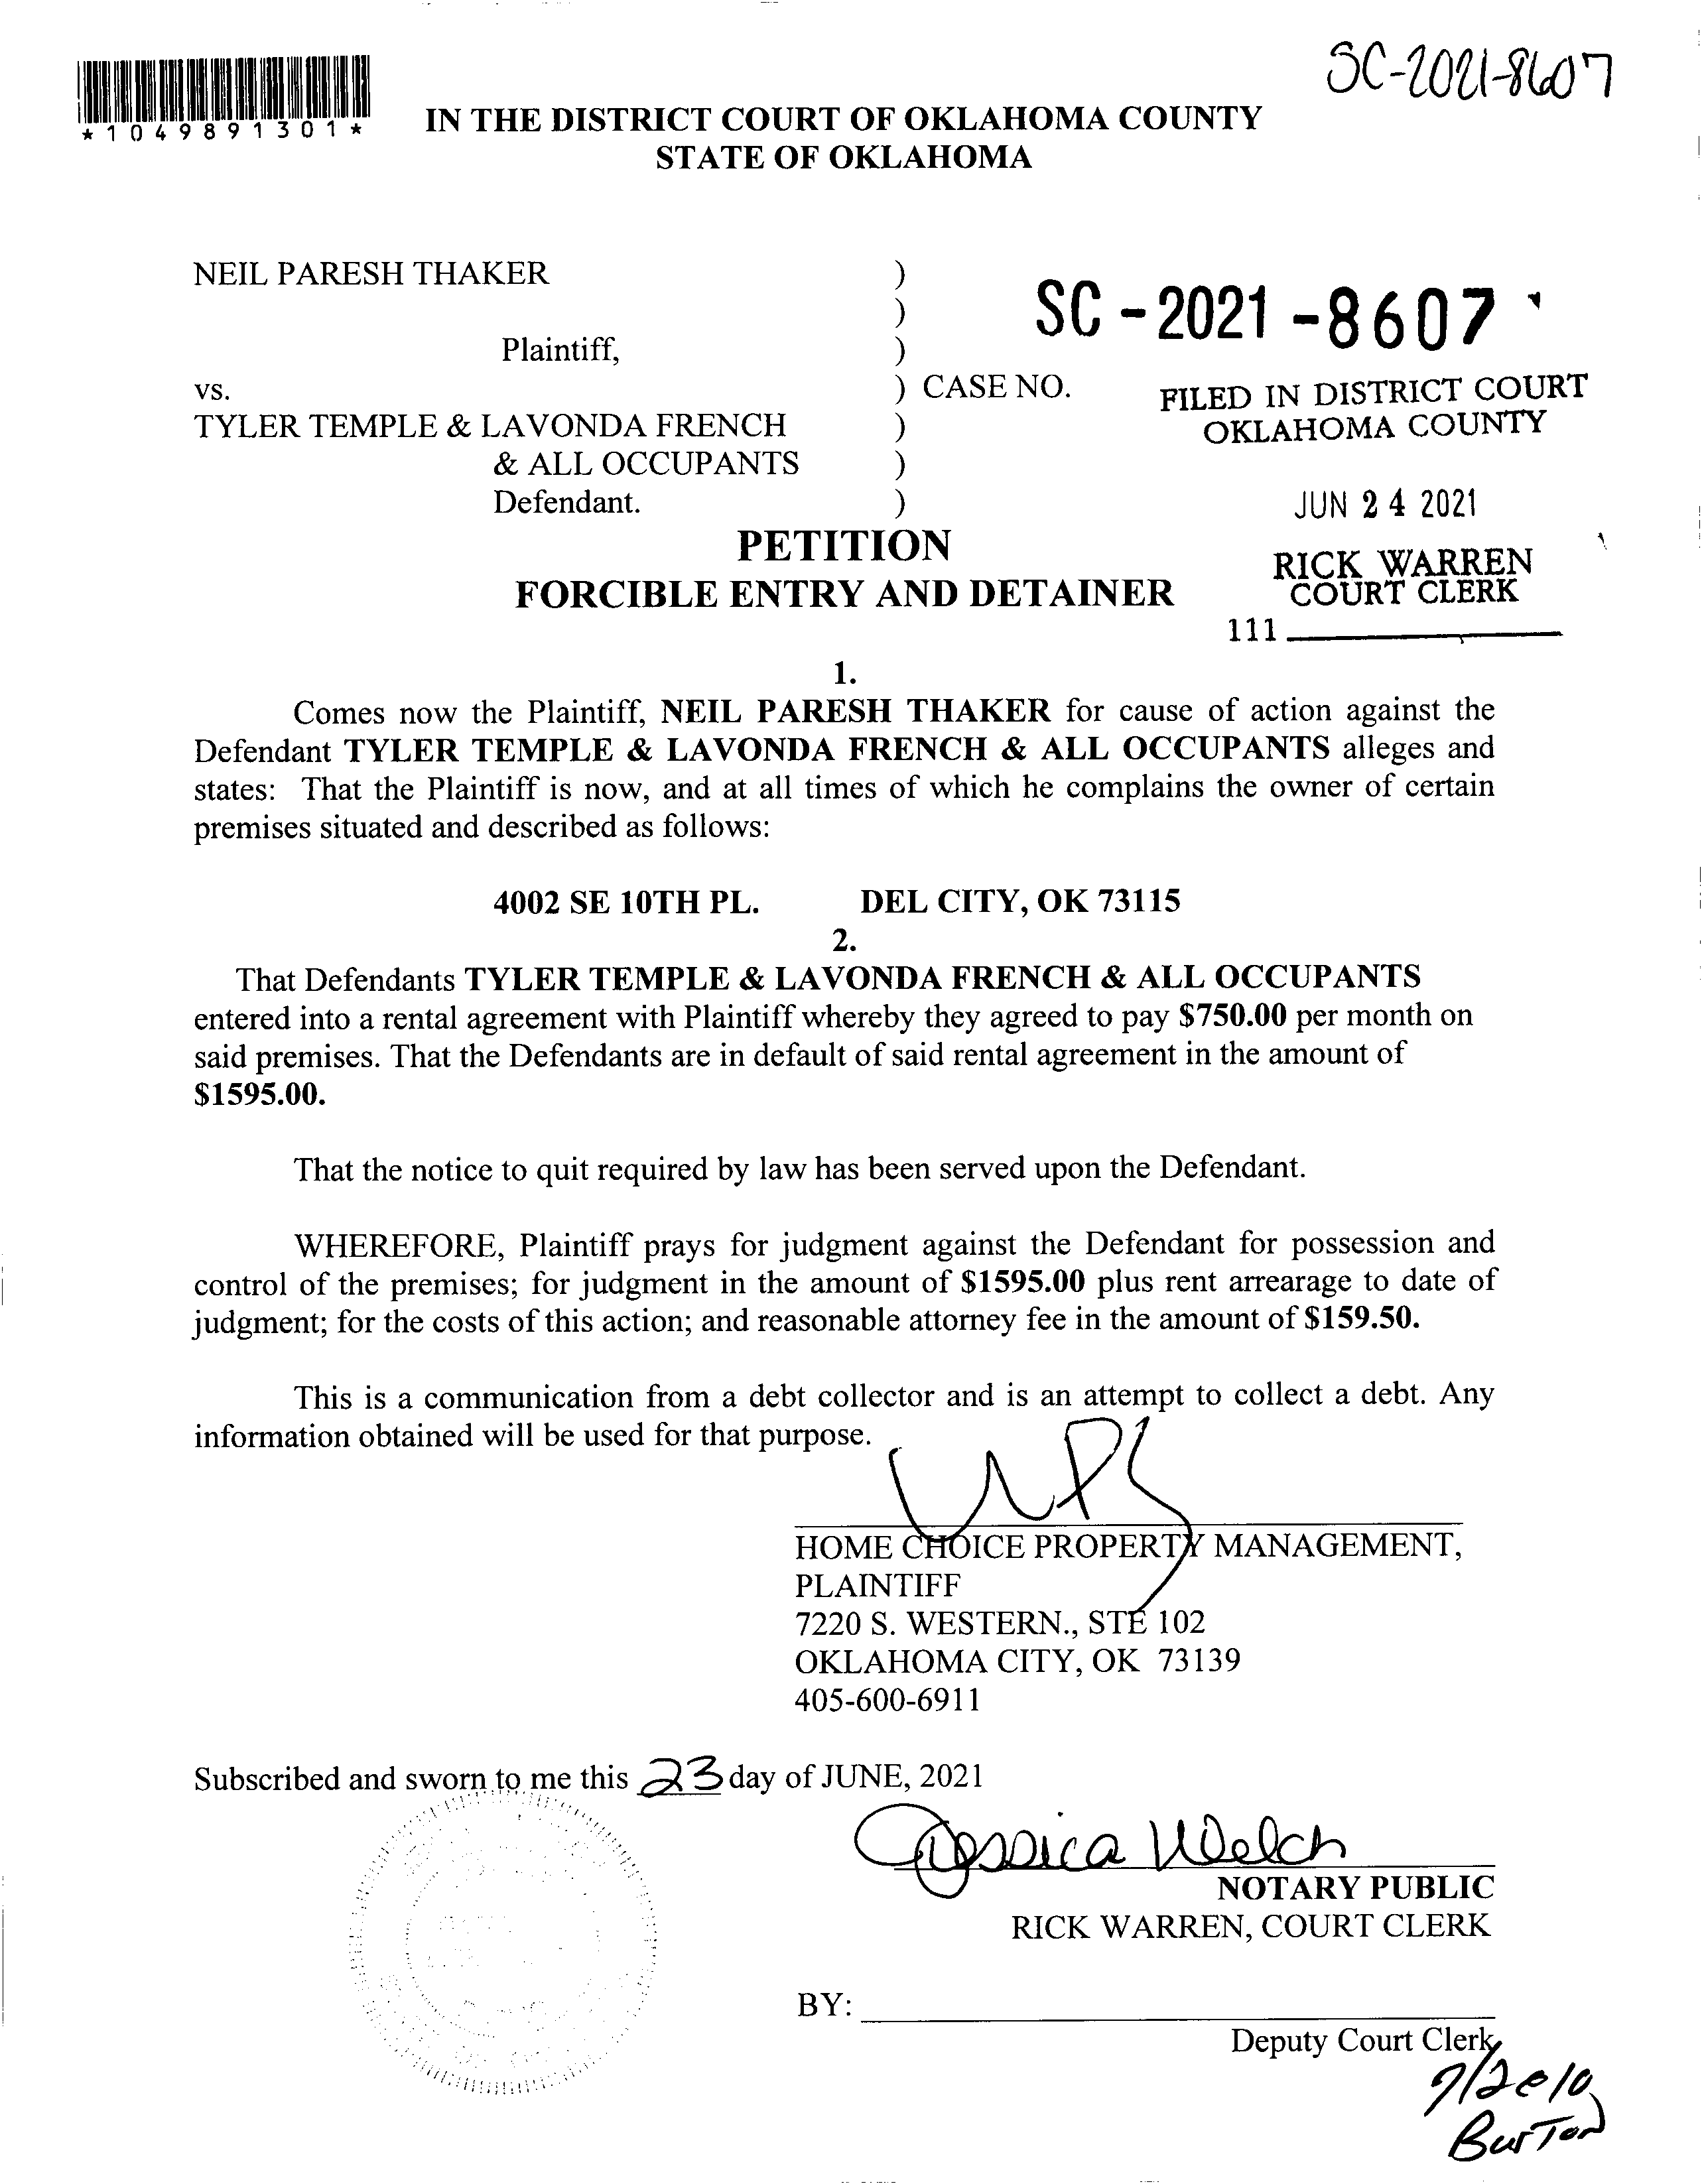 SC-2021-8607
*1049891301*
IN THE DISTRICT COURT OF OKLAHOMA COUNTY
STATE OF OKLAHOMA
NEIL PARESH THAKER )
)
SC-2021-8607
Plaintiff, )
vs. ) CASE NO.
FILED IN DISTRICT COURT
TYLER TEMPLE & LAVONDA FRENCH )
OKLAHOMA COUNTY
& ALL OCCUPANTS )
Defendant. )
JUN 24 2021
PETITION
RICK WARREN
FORCIBLE ENTRY AND DETAINER
COURT CLERK
111
1.
Comes now the Plaintiff, NEIL PARESH THAKER for cause of action against the
Defendant TYLER TEMPLE & LAVONDA FRENCH & ALL OCCUPANTS alleges and
states: That the Plaintiff is now, and at all times of which he complains the owner of certain
premises situated and described as follows:
4002 SE 10TH PL. DEL CITY, OK 73115
2.
That Defendants TYLER TEMPLE & LAVONDA FRENCH & ALL OCCUPANTS
entered into a rental agreement with Plaintiff whereby they agreed to pay $750.00 per month on
said premises. That the Defendants are in default of said rental agreement in the amount of
$1595.00.
That the notice to quit required by law has been served upon the Defendant.
WHEREFORE, Plaintiff prays for judgment against the Defendant for possession and
control of the premises; for judgment in the amount of $1595.00 plus rent arrearage to date of
judgment; for the costs of this action; and reasonable attorney fee in the amount of $159.50.
This is a communication from a debt collector and is an attempt to collect a debt. Any
information obtained will be used for that purpose.
HOME CHOICE PROPERTY MANAGEMENT,
PLAINTIFF
7220 S. WESTERN., STE 102
OKLAHOMA CITY, OK 73139
405-600-6911
Subscribed and sworn to me this 23 day of JUNE, 2021
Jessica Welch
NOTARY PUBLIC
RICK WARREN, COURT CLERK
BY:
Deputy Court Clerk
7/2@10
Burton